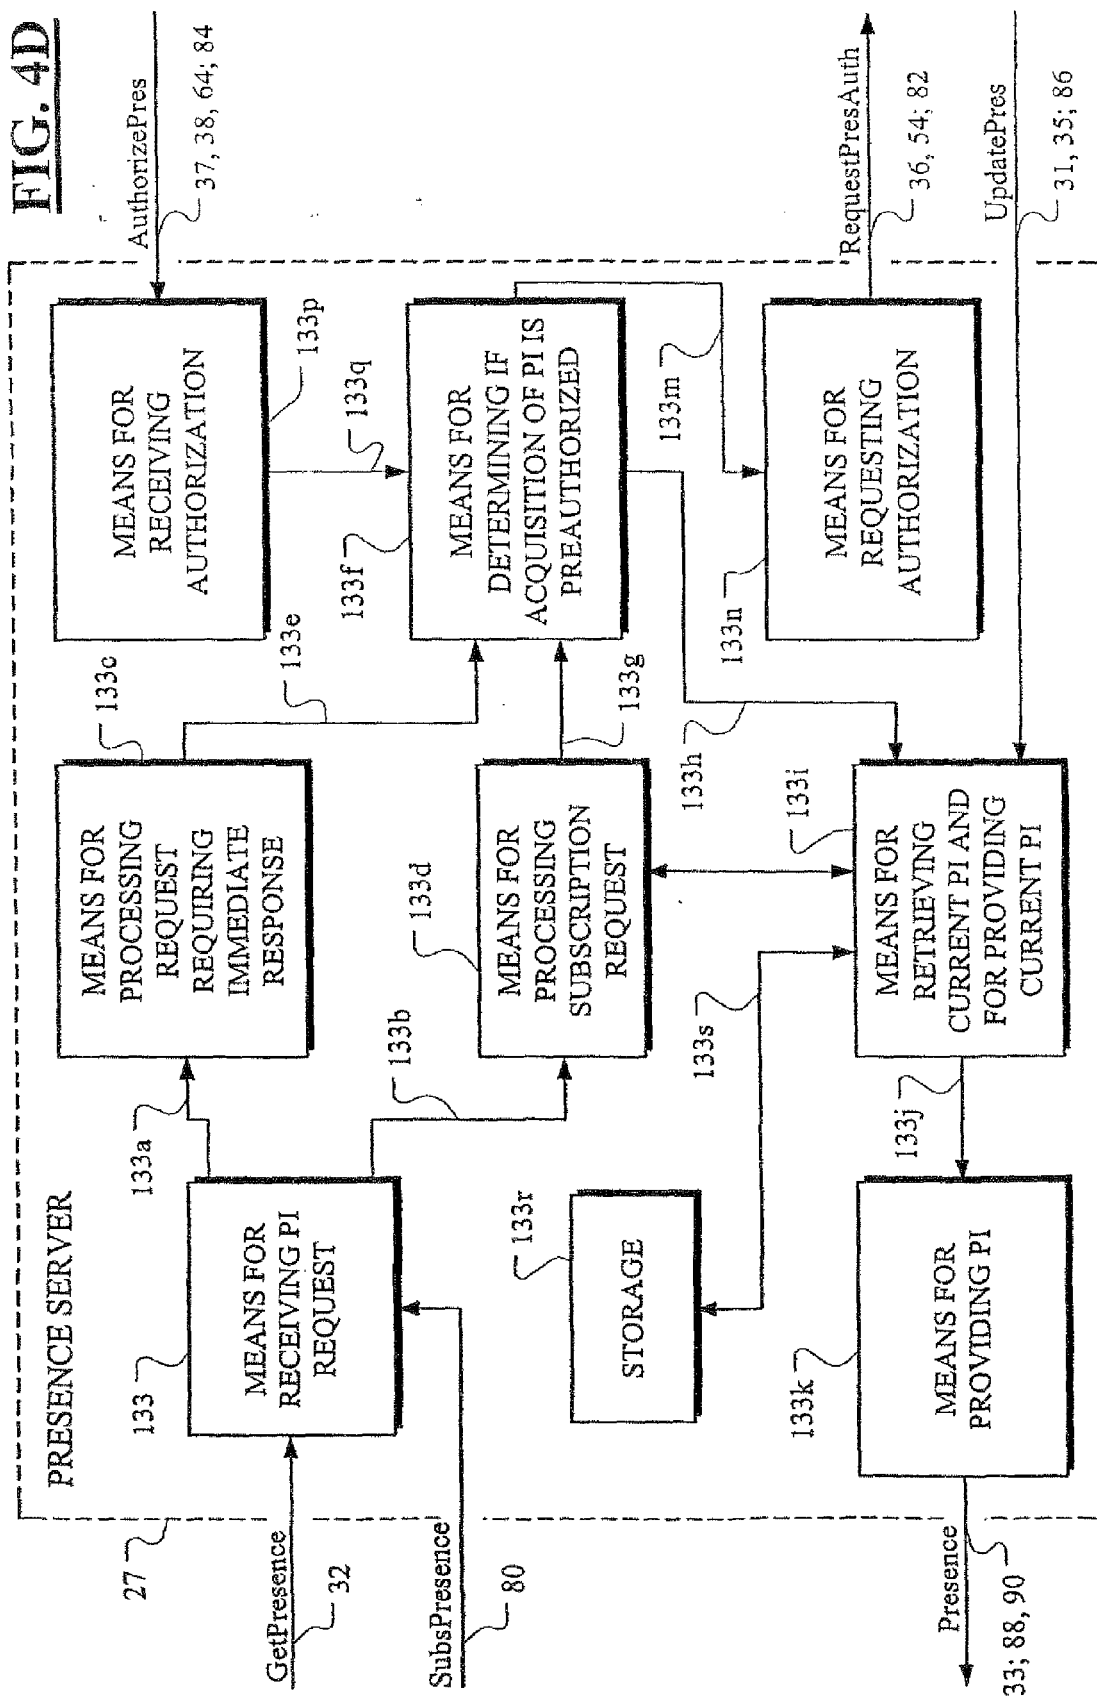 FIG. 4D
PRESENCE SERVER
27
GetPresence
32
SubsPresence
80
133
MEANS FOR
RECEIVING PI
REQUEST
133a
133b
MEANS FOR
PROCESSING
REQUEST
REQUIRING
IMMEDIATE
RESPONSE
133c
133e
MEANS FOR
PROCESSING
SUBSCRIPTION
REQUEST
133d
133g
MEANS FOR
RECEIVING
AUTHORIZATION
133p
133q
AuthorizePres
37, 38, 64; 84
MEANS FOR
DETERMINING IF
ACQUISITION OF PI IS
PREAUTHORIZED
133f
133m
133h
MEANS FOR
REQUESTING
AUTHORIZATION
133n
RequestPresAuth
36, 54; 82
UpdatePres
31, 35; 86
STORAGE
133r
133s
MEANS FOR
RETRIEVING
CURRENT PI AND
FOR PROVIDING
CURRENT PI
133i
133j
MEANS FOR
PROVIDING PI
133k
Presence
33; 88, 90